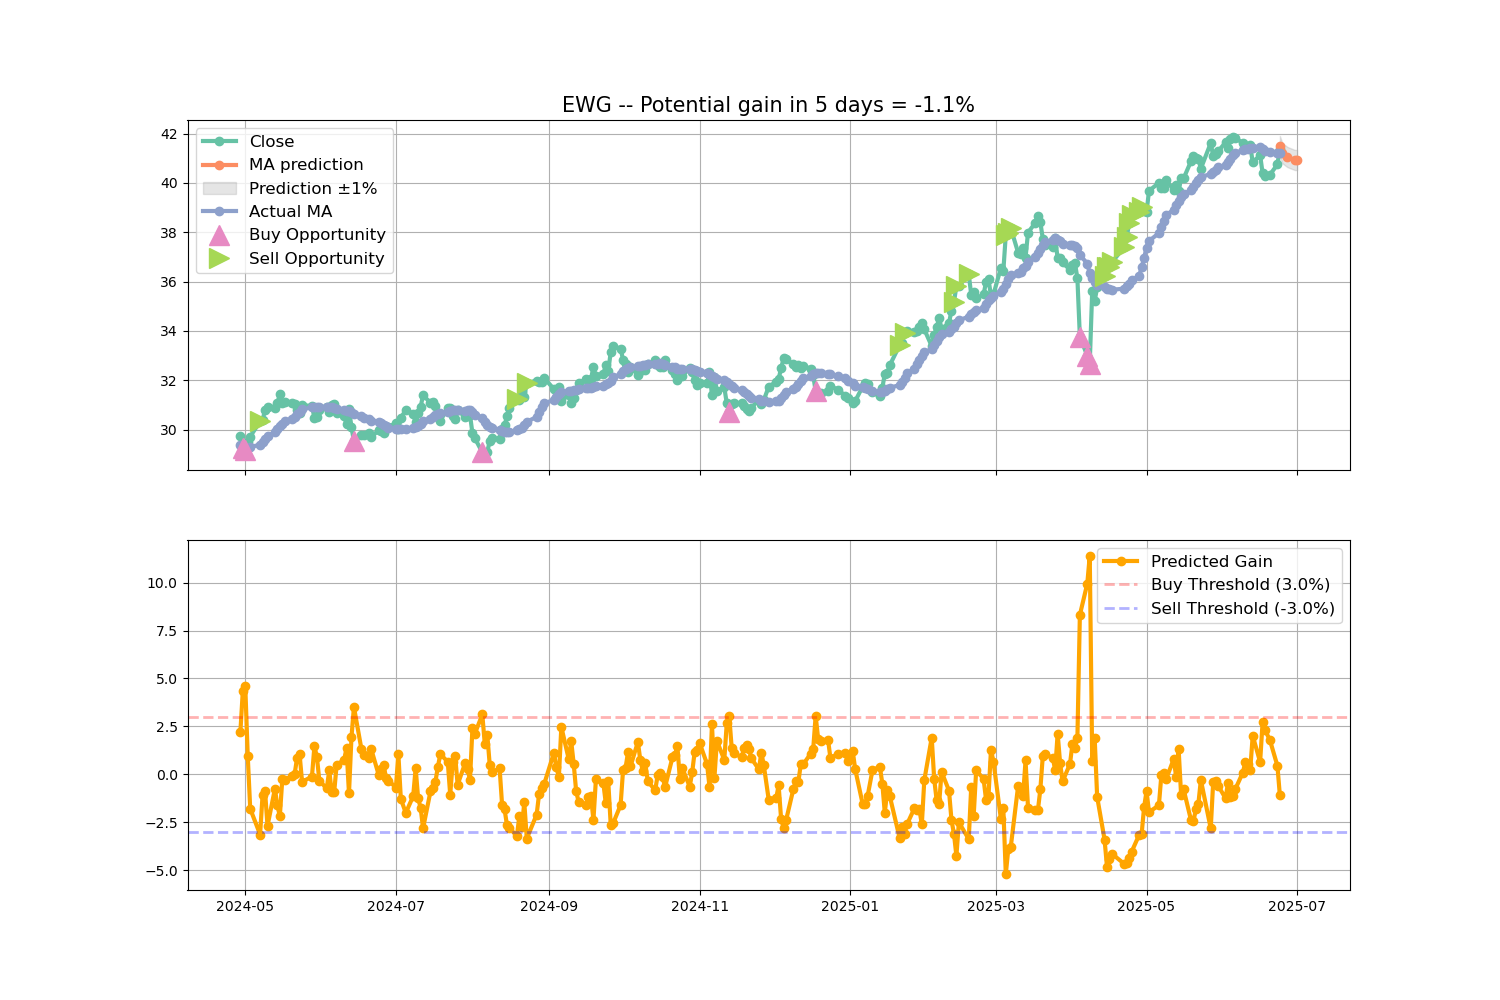 EWG -- Potential gain in 5 days = -1.1%
42
40
38
36
34
32
30
Close
MA prediction
Prediction ±1%
Actual MA
Buy Opportunity
Sell Opportunity
10.0
7.5
5.0
2.5
0.0
−2.5
−5.0
Predicted Gain
Buy Threshold (3.0%)
Sell Threshold (-3.0%)
2024-05
2024-07
2024-09
2024-11
2025-01
2025-03
2025-05
2025-07